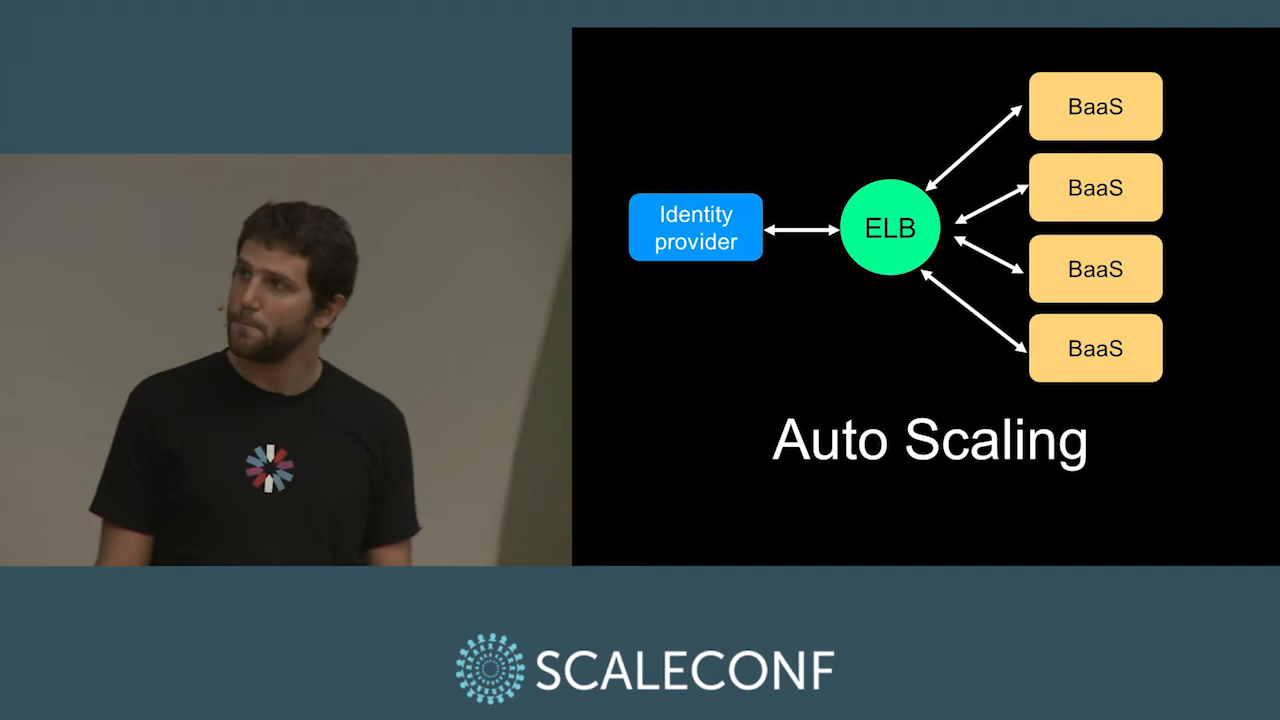 Identity
provider
ELB
BaaS
BaaS
BaaS
BaaS
Auto Scaling
SCALECONF